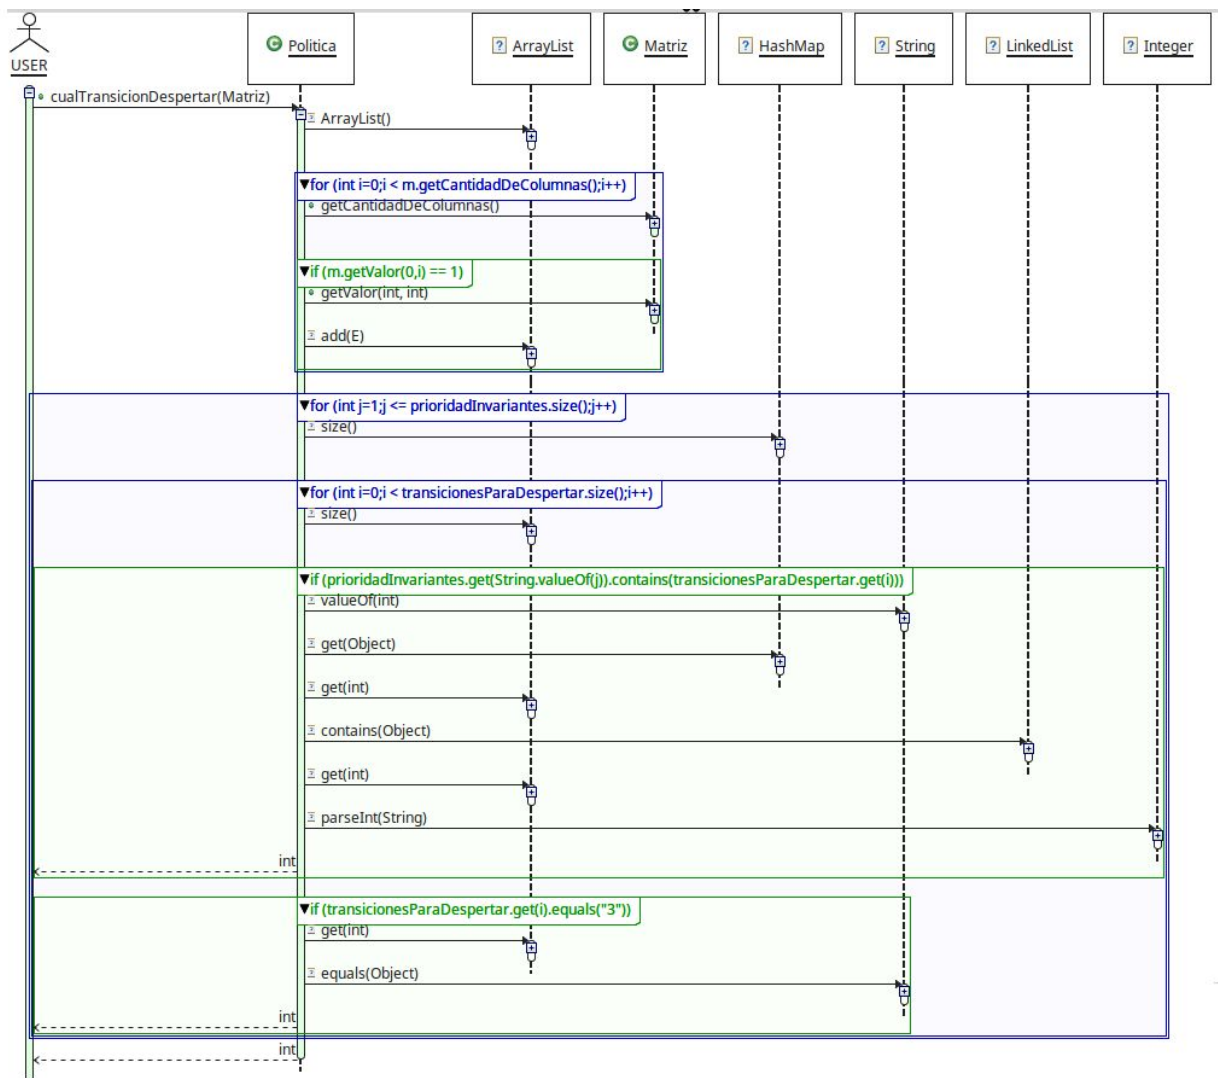 USER
Politica
ArrayList
Matriz
HashMap
String
LinkedList
Integer
cualTransicionDespertar(Matriz)
ArrayList()
for (int i=0;i < m.getCantidadDeColumnas();i++)
getCantidadDeColumnas()
if (m.getValor(0,i) == 1)
getValor(int, int)
add(E)
for (int j=1;j <= prioridadInvariantes.size();j++)
size()
for (int i=0;i < transicionesParaDespertar.size();i++)
size()
if (prioridadInvariantes.get(String.valueOf(j)).contains(transicionesParaDespertar.get(i)))
valueOf(int)
get(Object)
get(int)
contains(Object)
get(int)
parseInt(String)
int
if (transicionesParaDespertar.get(i).equals("3"))
get(int)
equals(Object)
int
int